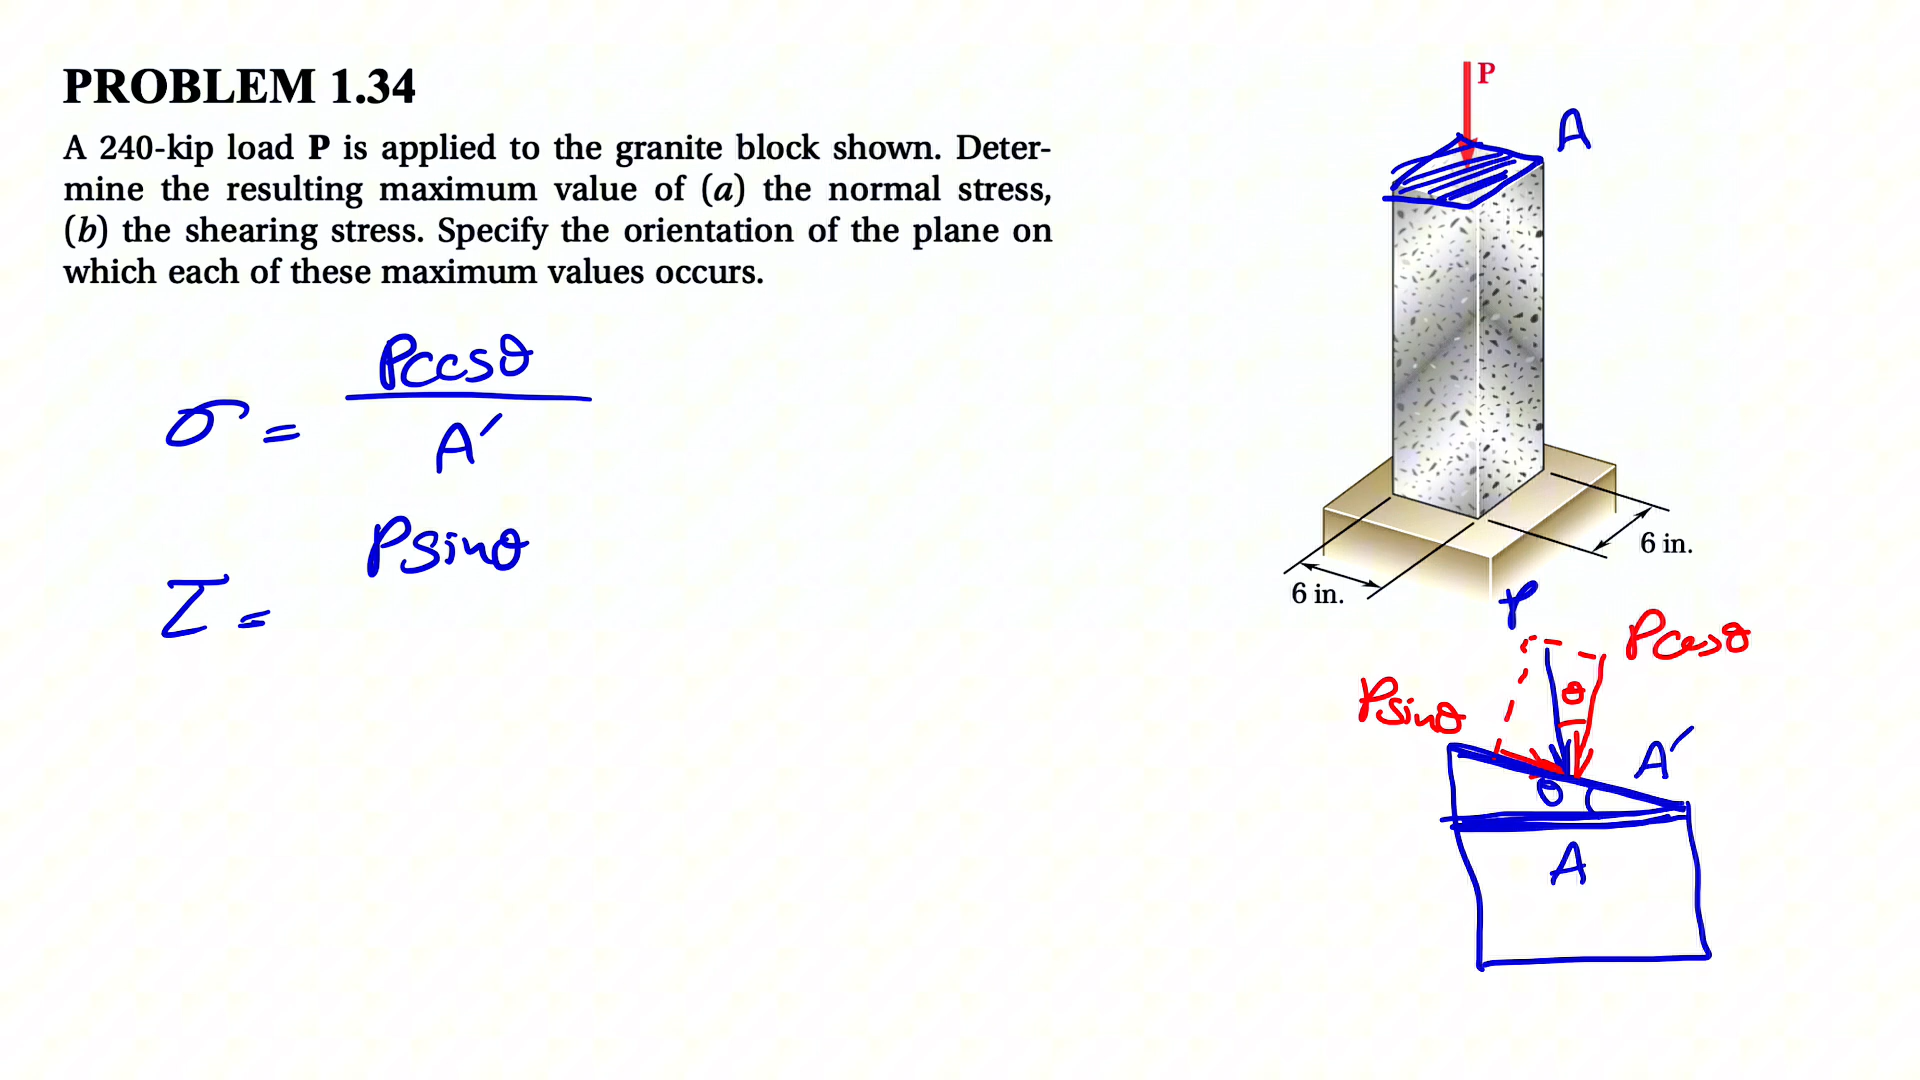 PROBLEM 1.34
A 240-kip load P is applied to the granite block shown. Deter-
mine the resulting maximum value of (a) the normal stress,
(b) the shearing stress. Specify the orientation of the plane on
which each of these maximum values occurs.
σ = Pcosθ
A′
τ = Psinθ
P
A
6 in.
6 in.
P
Pcosθ
Psinθ
θ
A′
θ
A